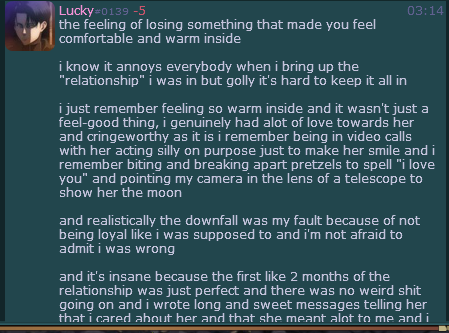 Lucky#0139 -5 03:14
the feeling of losing something that made you feel
comfortable and warm inside
i know it annoys everybody when i bring up the
"relationship" i was in but golly it's hard to keep it all in
i just remember feeling so warm inside and it wasn't just a
feel-good thing, i genuinely had alot of love towards her
and cringeworthy as it is i remember being in video calls
with her acting silly on purpose just to make her smile and i
remember biting and breaking apart pretzels to spell "i love
you" and pointing my camera in the lens of a telescope to
show her the moon
and realistically the downfall was my fault because of not
being loyal like i was supposed to and i'm not afraid to
admit i was wrong
and it's insane because the first like 2 months of the
relationship was just perfect and there was no weird shit
going on and i wrote long and sweet messages telling her
that i cared about her and that she meant alot to me and i